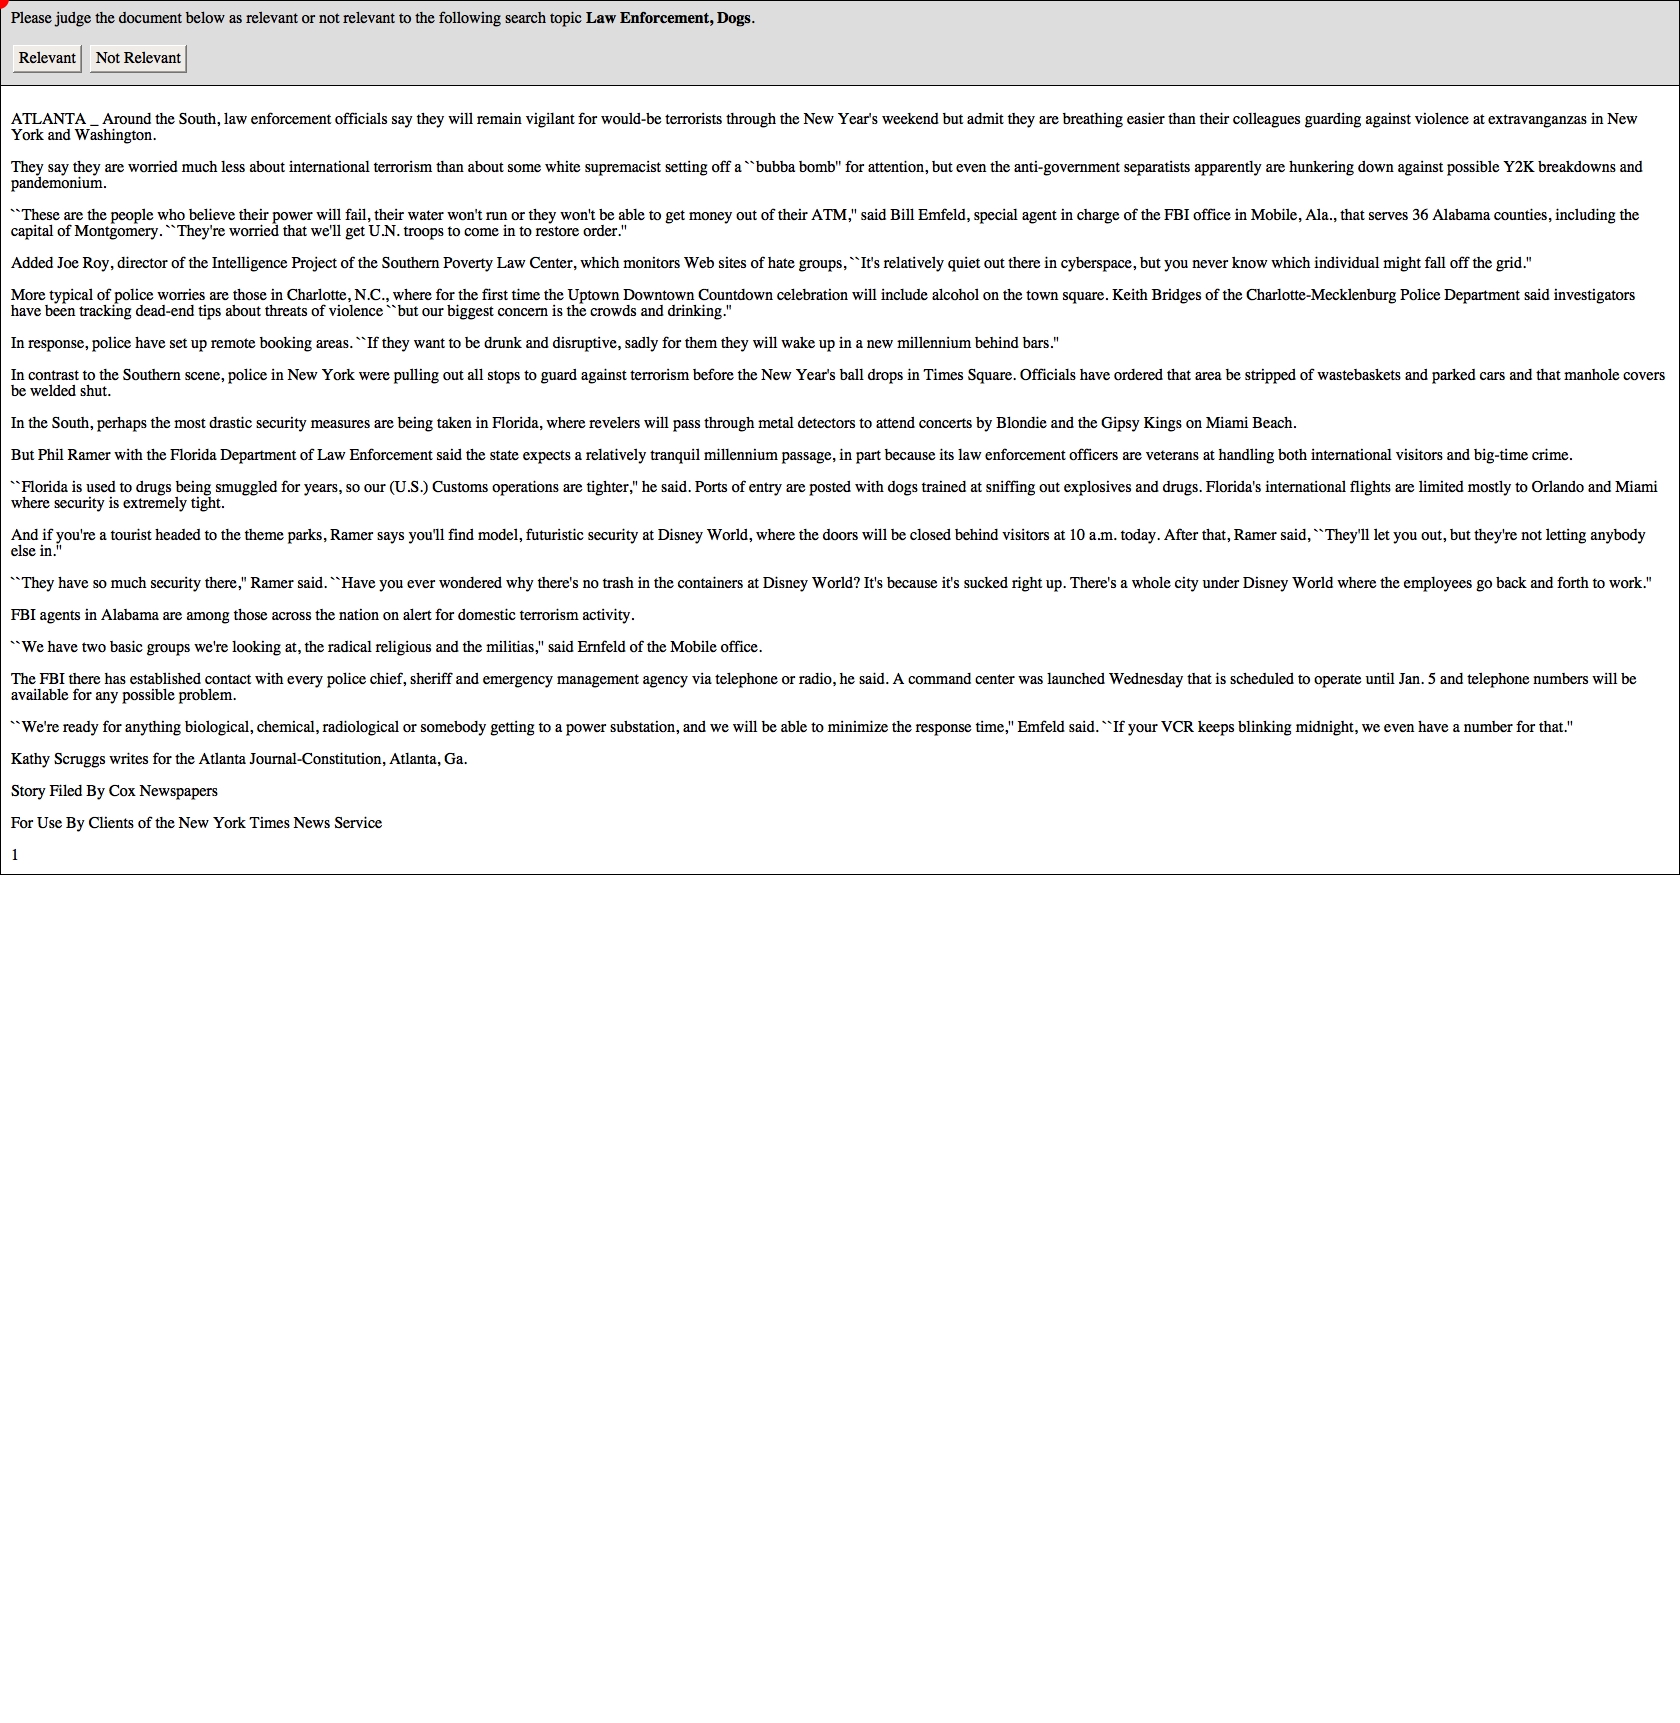 Please judge the document below as relevant or not relevant to the following search topic Law Enforcement, Dogs.
Relevant Not Relevant
ATLANTA _ Around the South, law enforcement officials say they will remain vigilant for would-be terrorists through the New Year's weekend but admit they are breathing easier than their colleagues guarding against violence at extravanganzas in New
York and Washington.
They say they are worried much less about international terrorism than about some white supremacist setting off a ``bubba bomb'' for attention, but even the anti-government separatists apparently are hunkering down against possible Y2K breakdowns and
pandemonium.
``These are the people who believe their power will fail, their water won't run or they won't be able to get money out of their ATM,'' said Bill Emfeld, special agent in charge of the FBI office in Mobile, Ala., that serves 36 Alabama counties, including the
capital of Montgomery. ``They're worried that we'll get U.N. troops to come in to restore order.''
Added Joe Roy, director of the Intelligence Project of the Southern Poverty Law Center, which monitors Web sites of hate groups, ``It's relatively quiet out there in cyberspace, but you never know which individual might fall off the grid.''
More typical of police worries are those in Charlotte, N.C., where for the first time the Uptown Downtown Countdown celebration will include alcohol on the town square. Keith Bridges of the Charlotte-Mecklenburg Police Department said investigators
have been tracking dead-end tips about threats of violence ``but our biggest concern is the crowds and drinking.''
In response, police have set up remote booking areas. ``If they want to be drunk and disruptive, sadly for them they will wake up in a new millennium behind bars.''
In contrast to the Southern scene, police in New York were pulling out all stops to guard against terrorism before the New Year's ball drops in Times Square. Officials have ordered that area be stripped of wastebaskets and parked cars and that manhole covers
be welded shut.
In the South, perhaps the most drastic security measures are being taken in Florida, where revelers will pass through metal detectors to attend concerts by Blondie and the Gipsy Kings on Miami Beach.
But Phil Ramer with the Florida Department of Law Enforcement said the state expects a relatively tranquil millennium passage, in part because its law enforcement officers are veterans at handling both international visitors and big-time crime.
``Florida is used to drugs being smuggled for years, so our (U.S.) Customs operations are tighter,'' he said. Ports of entry are posted with dogs trained at sniffing out explosives and drugs. Florida's international flights are limited mostly to Orlando and Miami
where security is extremely tight.
And if you're a tourist headed to the theme parks, Ramer says you'll find model, futuristic security at Disney World, where the doors will be closed behind visitors at 10 a.m. today. After that, Ramer said, ``They'll let you out, but they're not letting anybody
else in.''
``They have so much security there,'' Ramer said. ``Have you ever wondered why there's no trash in the containers at Disney World? It's because it's sucked right up. There's a whole city under Disney World where the employees go back and forth to work.''
FBI agents in Alabama are among those across the nation on alert for domestic terrorism activity.
``We have two basic groups we're looking at, the radical religious and the militias,'' said Ernfeld of the Mobile office.
The FBI there has established contact with every police chief, sheriff and emergency management agency via telephone or radio, he said. A command center was launched Wednesday that is scheduled to operate until Jan. 5 and telephone numbers will be
available for any possible problem.
``We're ready for anything biological, chemical, radiological or somebody getting to a power substation, and we will be able to minimize the response time,'' Emfeld said. ``If your VCR keeps blinking midnight, we even have a number for that.''
Kathy Scruggs writes for the Atlanta Journal-Constitution, Atlanta, Ga.
Story Filed By Cox Newspapers
For Use By Clients of the New York Times News Service
1